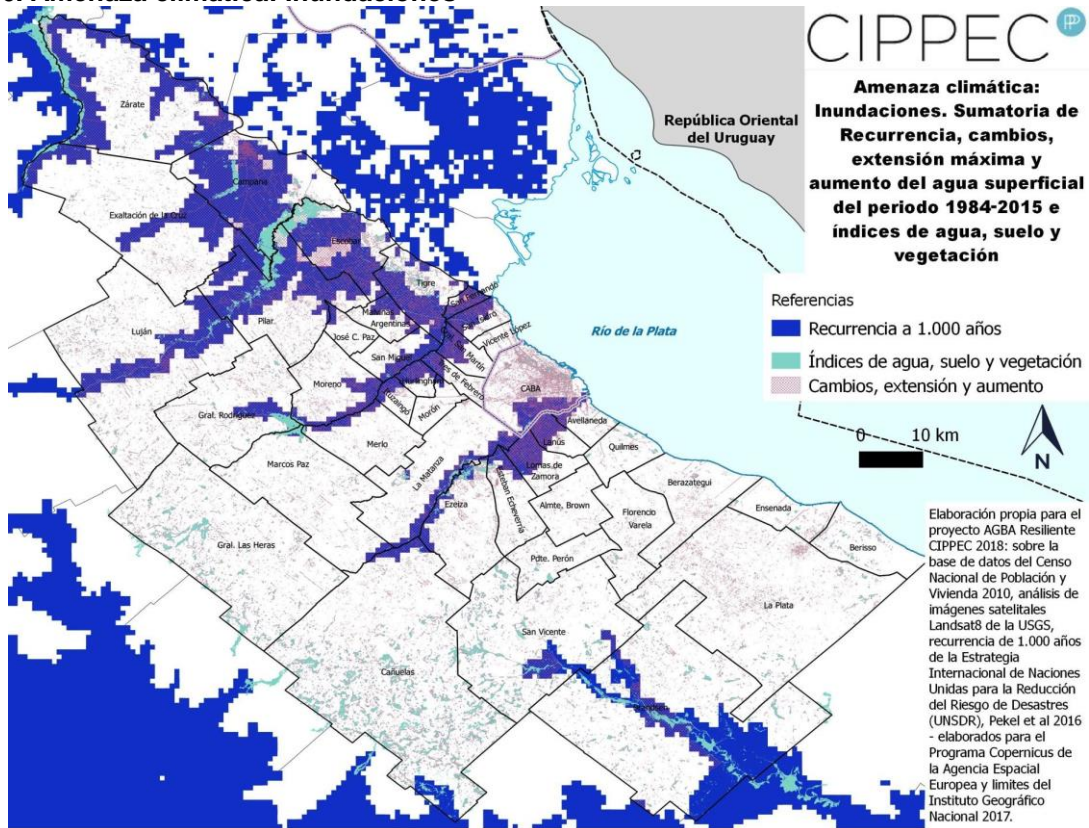 CIPPEC
Amenaza climática:
Inundaciones. Sumatoria de
Recurrencia, cambios,
extensión máxima y
aumento del agua superficial
del periodo 1984-2015 e
índices de agua, suelo y
vegetación
República Oriental
del Uruguay
Referencias
Recurrencia a 1.000 años
Índices de agua, suelo y vegetación
Cambios, extensión y aumento
0 10 km
N
Río de la Plata
Zárate
Campana
Exaltación de la Cruz
Escobar
Tigre
San Fernando
Luján
Pilar
Malvinas
Argentinas
San Isidro
José C. Paz
Vicente López
San Miguel
San Martín
Tres de Febrero
Hurlingham
Moreno
Ituzaingó
Morón
CABA
Gral. Rodríguez
Merlo
Avellaneda
Lanús
Quilmes
Marcos Paz
La Matanza
Lomas de
Zamora
Berazategui
Ezeiza
Esteban Echeverría
Almte. Brown
Florencio
Varela
Ensenada
Berisso
Gral. Las Heras
Pdte. Perón
La Plata
San Vicente
Cañuelas
Brandsen
Elaboración propia para el
proyecto AGBA Resiliente
CIPPEC 2018: sobre la
base de datos del Censo
Nacional de Población y
Vivienda 2010, análisis de
imágenes satelitales
Landsat8 de la USGS,
recurrencia de 1.000 años
de la Estrategia
Internacional de Naciones
Unidas para la Reducción
del Riesgo de Desastres
(UNSDR), Pekel et al 2016
- elaborados para el
Programa Copernicus de
la Agencia Espacial
Europea y limites del
Instituto Geográfico
Nacional 2017.